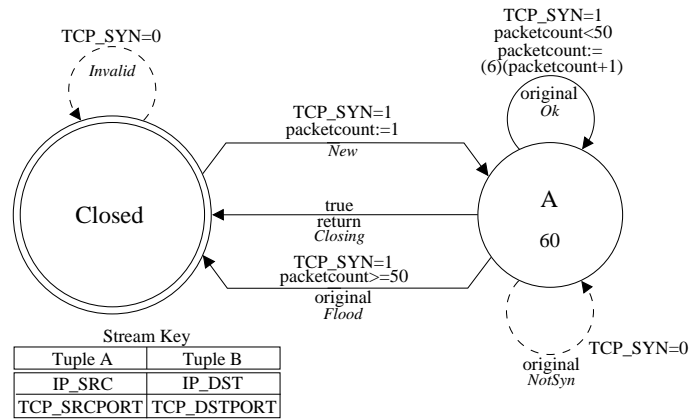 TCP_SYN=0
Invalid
TCP_SYN=1
packetcount:=1
New
TCP_SYN=1
packetcount<50
packetcount:=
(6)(packetcount+1)
original
Ok
Closed
true
return
Closing
A
60
TCP_SYN=1
packetcount>=50
original
Flood
TCP_SYN=0
original
NotSyn
Stream Key
Tuple A Tuple B
IP_SRC IP_DST
TCP_SRCPORT TCP_DSTPORT